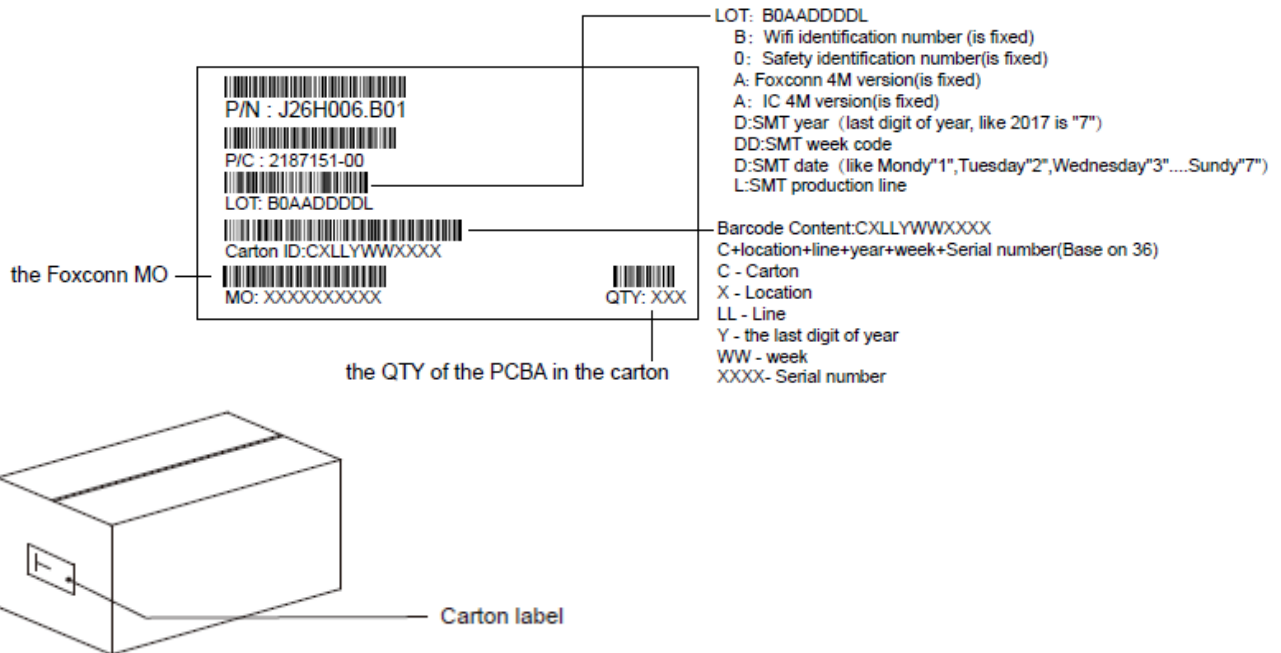 LOT: B0AADDDDL
B: Wifi identification number (is fixed)
0: Safety identification number(is fixed)
A: Foxconn 4M version(is fixed)
A: IC 4M version(is fixed)
D:SMT year (last digit of year, like 2017 is "7")
DD:SMT week code
D:SMT date (like Mondy"1",Tuesday"2",Wednesday"3"....Sundy"7")
L:SMT production line
P/N : J26H006.B01
P/C : 2187151-00
LOT: B0AADDDDL
Carton ID:CXLLYWWXXXX
MO: XXXXXXXXXX
QTY: XXX
the Foxconn MO
the QTY of the PCBA in the carton
Barcode Content:CXLLYWWXXXX
C+location+line+year+week+Serial number(Base on 36)
C - Carton
X - Location
LL - Line
Y - the last digit of year
WW - week
XXXX- Serial number
Carton label